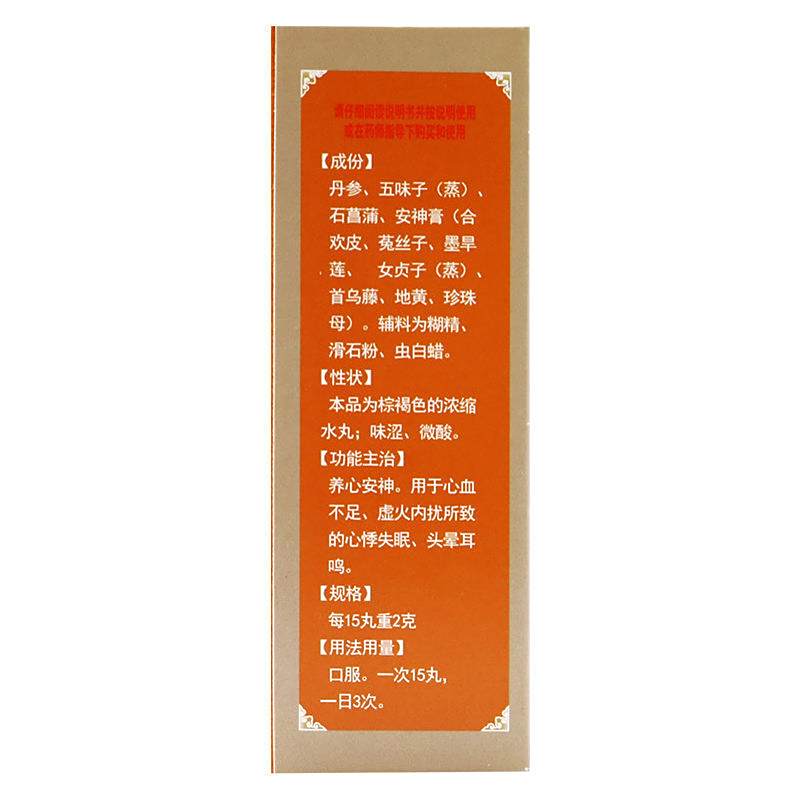 请仔细阅读说明书并按说明使用
或在药师指导下购买和使用
【成份】
丹参、五味子（蒸）、
石菖蒲、安神膏（合
欢皮、菟丝子、墨旱
莲、 女贞子（蒸）、
首乌藤、地黄、珍珠
母）。辅料为糊精、
滑石粉、虫白蜡。
【性状】
本品为棕褐色的浓缩
水丸；味涩、微酸。
【功能主治】
养心安神。用于心血
不足、虚火内扰所致
的心悸失眠、头晕耳
鸣。
【规格】
每15丸重2克
【用法用量】
口服。一次15丸，
一日3次。